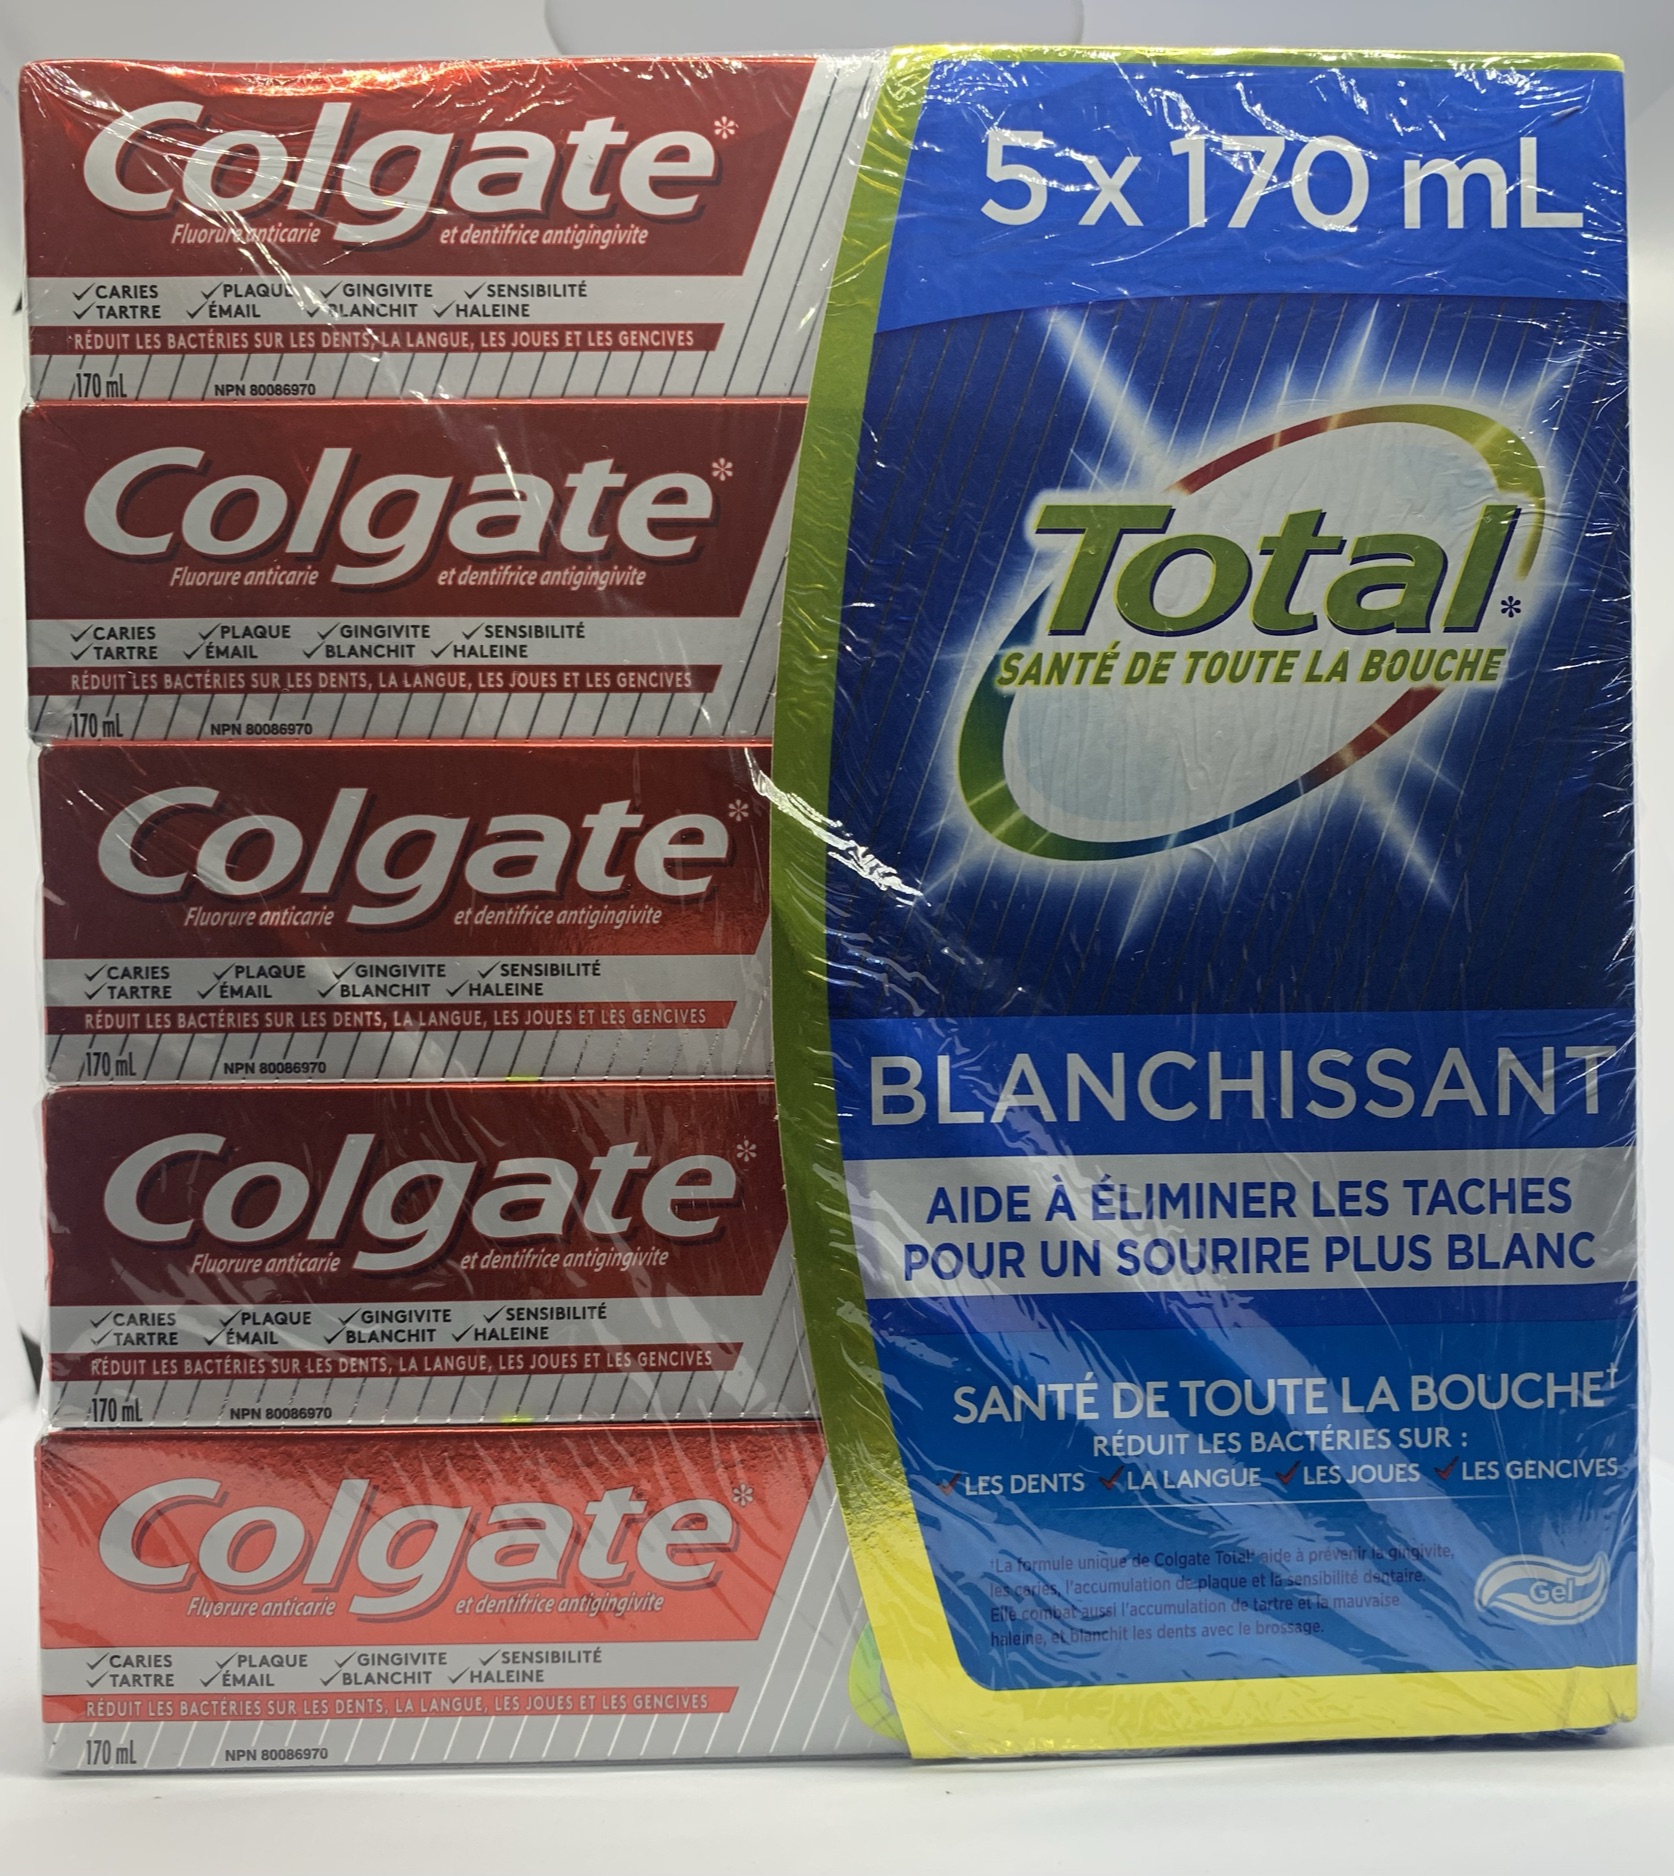 Colgate*
Fluorure anticarie et dentifrice antigingivite
✓CARIES ✓PLAQUE ✓GINGIVITE ✓SENSIBILITÉ
✓TARTRE ✓ÉMAIL ✓BLANCHIT ✓HALEINE
RÉDUIT LES BACTÉRIES SUR LES DENTS, LA LANGUE, LES JOUES ET LES GENCIVES
170 mL NPN 80086970
Colgate*
Fluorure anticarie et dentifrice antigingivite
✓CARIES ✓PLAQUE ✓GINGIVITE ✓SENSIBILITÉ
✓TARTRE ✓ÉMAIL ✓BLANCHIT ✓HALEINE
RÉDUIT LES BACTÉRIES SUR LES DENTS, LA LANGUE, LES JOUES ET LES GENCIVES
170 mL NPN 80086970
Colgate*
Fluorure anticarie et dentifrice antigingivite
✓CARIES ✓PLAQUE ✓GINGIVITE ✓SENSIBILITÉ
✓TARTRE ✓ÉMAIL ✓BLANCHIT ✓HALEINE
RÉDUIT LES BACTÉRIES SUR LES DENTS, LA LANGUE, LES JOUES ET LES GENCIVES
170 mL NPN 80086970
Colgate*
Fluorure anticarie et dentifrice antigingivite
✓CARIES ✓PLAQUE ✓GINGIVITE ✓SENSIBILITÉ
✓TARTRE ✓ÉMAIL ✓BLANCHIT ✓HALEINE
RÉDUIT LES BACTÉRIES SUR LES DENTS, LA LANGUE, LES JOUES ET LES GENCIVES
170 mL NPN 80086970
Colgate*
Fluorure anticarie et dentifrice antigingivite
✓CARIES ✓PLAQUE ✓GINGIVITE ✓SENSIBILITÉ
✓TARTRE ✓ÉMAIL ✓BLANCHIT ✓HALEINE
RÉDUIT LES BACTÉRIES SUR LES DENTS, LA LANGUE, LES JOUES ET LES GENCIVES
170 mL NPN 80086970
5 x 170 mL
Total*
SANTÉ DE TOUTE LA BOUCHE
BLANCHISSANT
AIDE À ÉLIMINER LES TACHES
POUR UN SOURIRE PLUS BLANC
SANTÉ DE TOUTE LA BOUCHE†
RÉDUIT LES BACTÉRIES SUR :
✓LES DENTS ✓LA LANGUE ✓LES JOUES ✓LES GENCIVES
†La formule unique de Colgate Total* aide à prévenir la gingivite,
les caries, l'accumulation de plaque et la sensibilité dentaire.
Elle combat aussi l'accumulation de tartre et la mauvaise
haleine, et blanchit les dents avec le brossage.
Gel